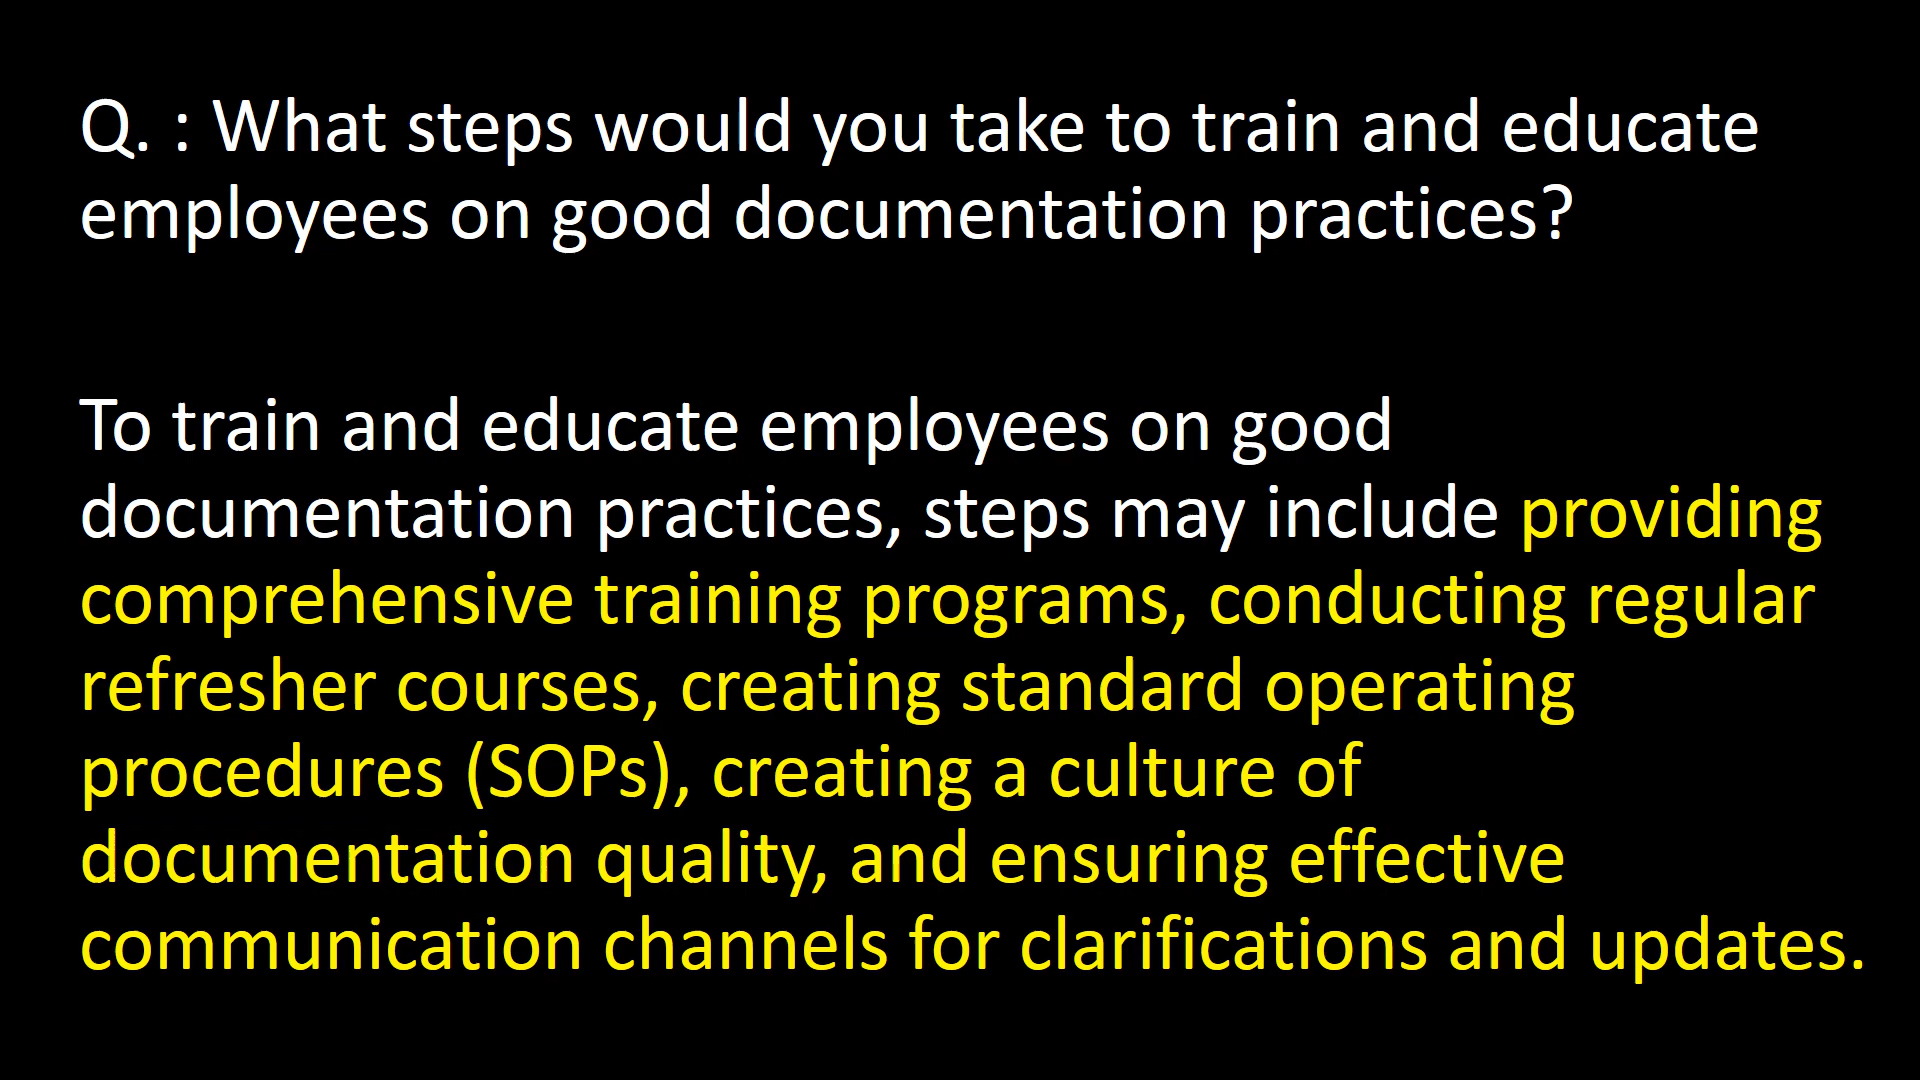 Q. : What steps would you take to train and educate
employees on good documentation practices?
To train and educate employees on good
documentation practices, steps may include providing
comprehensive training programs, conducting regular
refresher courses, creating standard operating
procedures (SOPs), creating a culture of
documentation quality, and ensuring effective
communication channels for clarifications and updates.